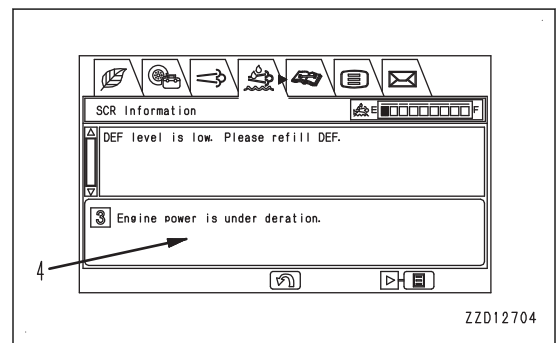 SCR Information
E F
DEF level is low. Please refill DEF.
3 Engine power is under deration.
4
ZZD12704